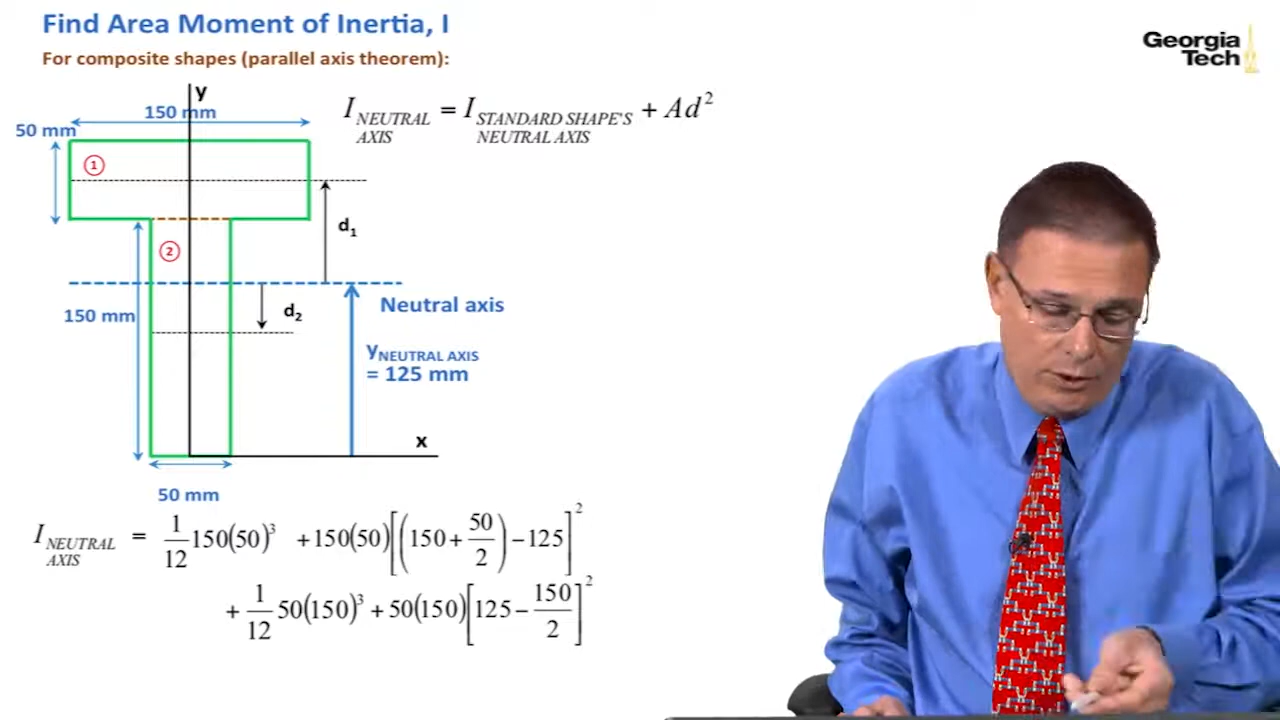 Find Area Moment of Inertia, I
Georgia
Tech
For composite shapes (parallel axis theorem):
y
150 mm
50 mm
I NEUTRAL AXIS = I STANDARD SHAPE'S NEUTRAL AXIS + Ad²
①
d₁
②
Neutral axis
d₂
150 mm
yNEUTRAL AXIS
= 125 mm
x
50 mm
I NEUTRAL AXIS = 1/12 150(50)³ + 150(50)[(150 + 50/2) − 125]²
+ 1/12 50(150)³ + 50(150)[125 − 150/2]²